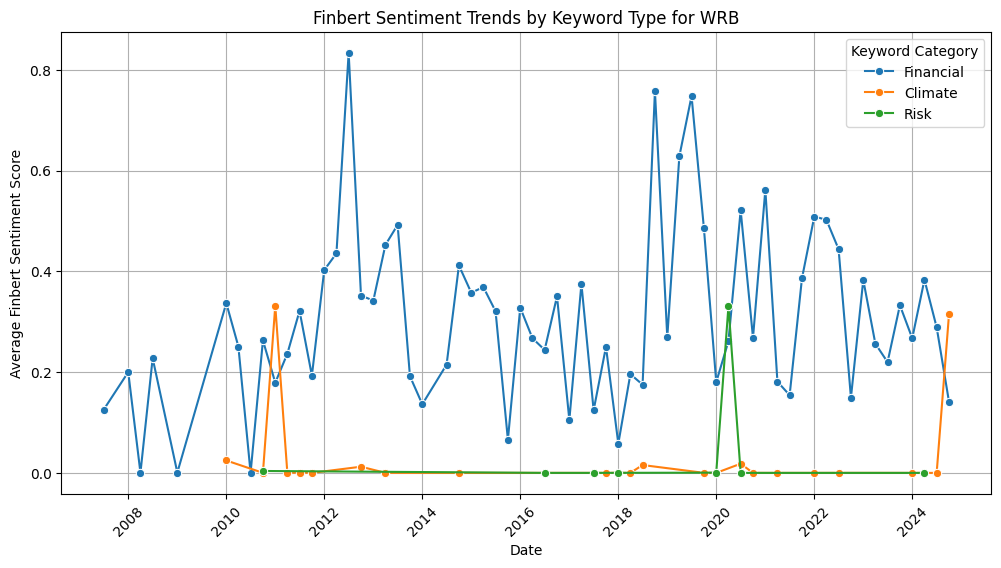 Finbert Sentiment Trends by Keyword Type for WRB
Keyword Category
Financial
Climate
Risk
Average Finbert Sentiment Score
0.8
0.6
0.4
0.2
0.0
2008
2010
2012
2014
2016
2018
2020
2022
2024
Date